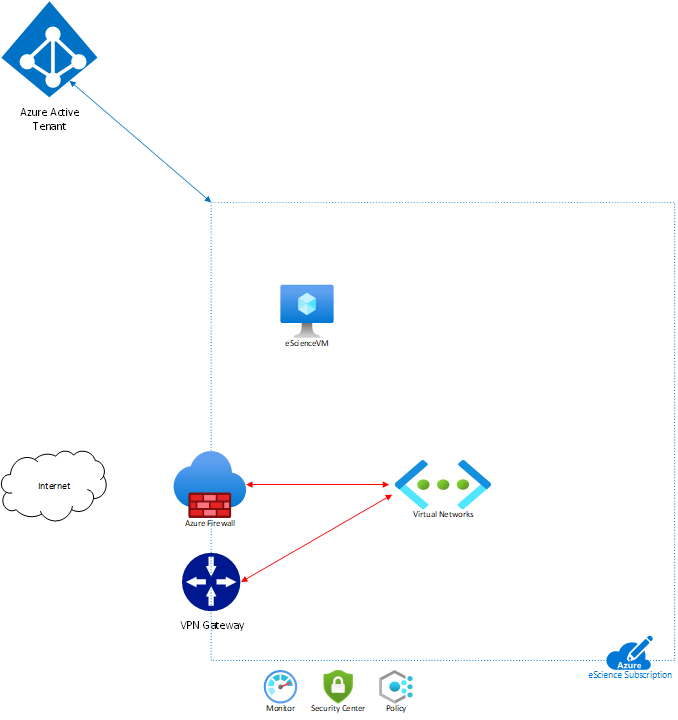 Azure Active
Tenant
eScienceVM
Internet
Azure Firewall
Virtual Networks
VPN Gateway
Azure
eScience Subscription
Monitor
Security Center
Policy